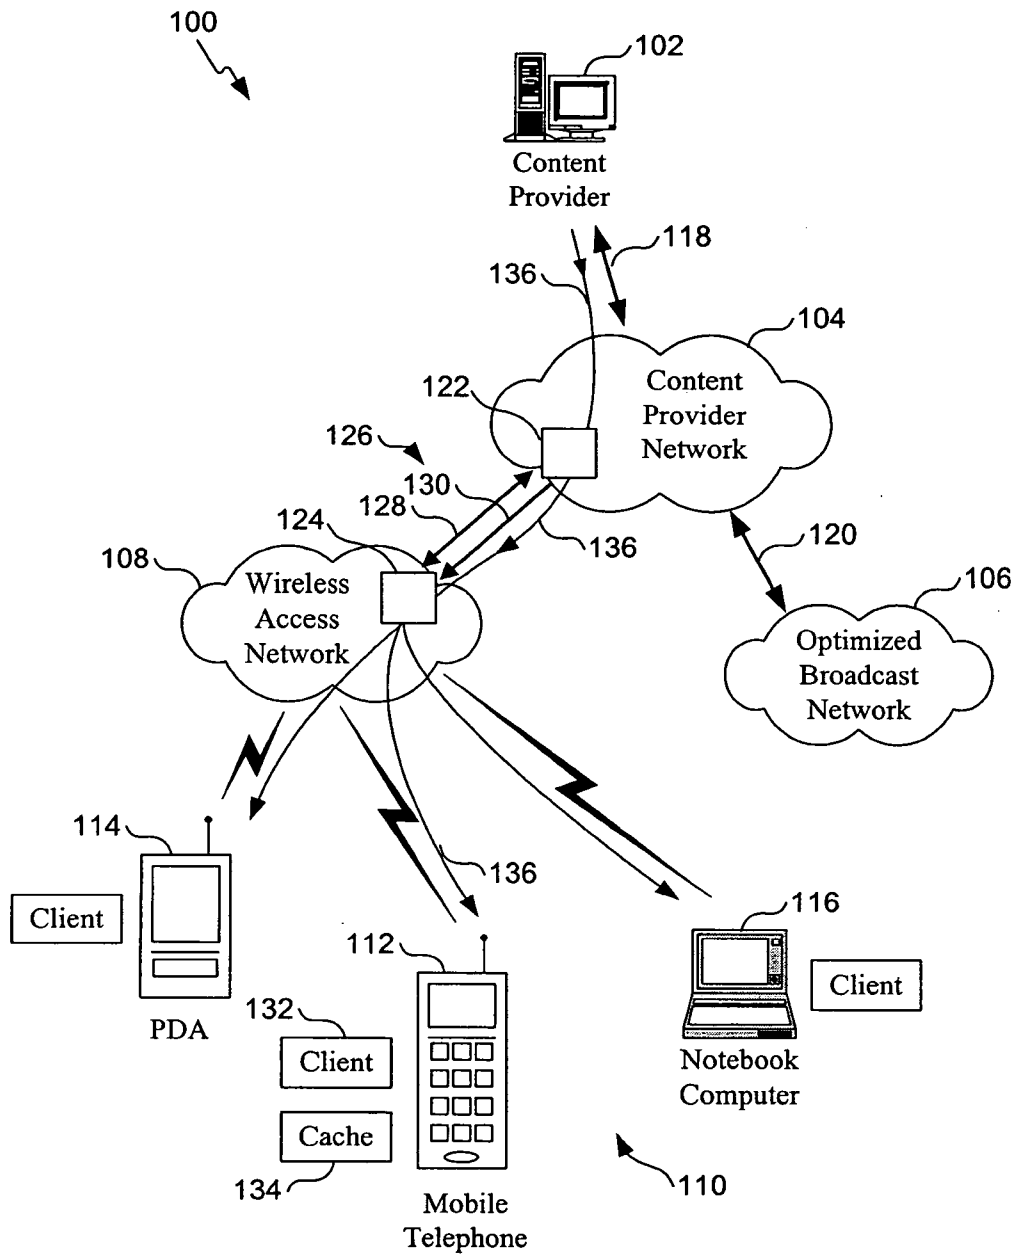 100
102
Content
Provider
118
136
104
Content
Provider
Network
122
126
130
128
124
136
120
108
Wireless
Access
Network
106
Optimized
Broadcast
Network
114
Client
PDA
136
116
Client
Notebook
Computer
112
132
Client
Cache
134
Mobile
Telephone
110